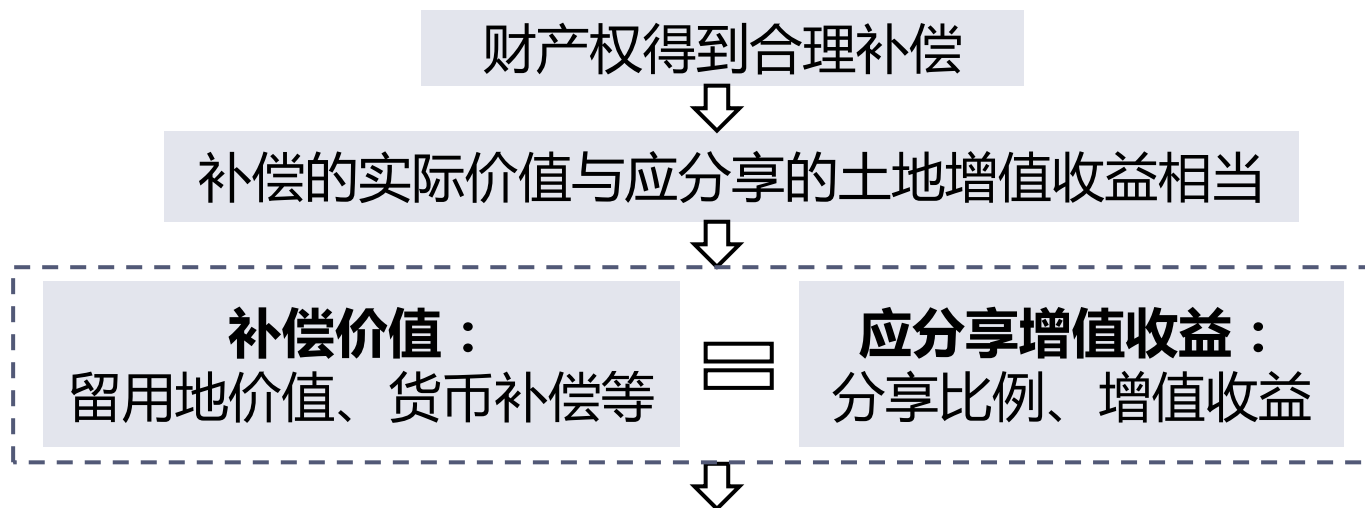 财产权得到合理补偿
补偿的实际价值与应分享的土地增值收益相当
补偿价值：
留用地价值、货币补偿等
应分享增值收益：
分享比例、增值收益